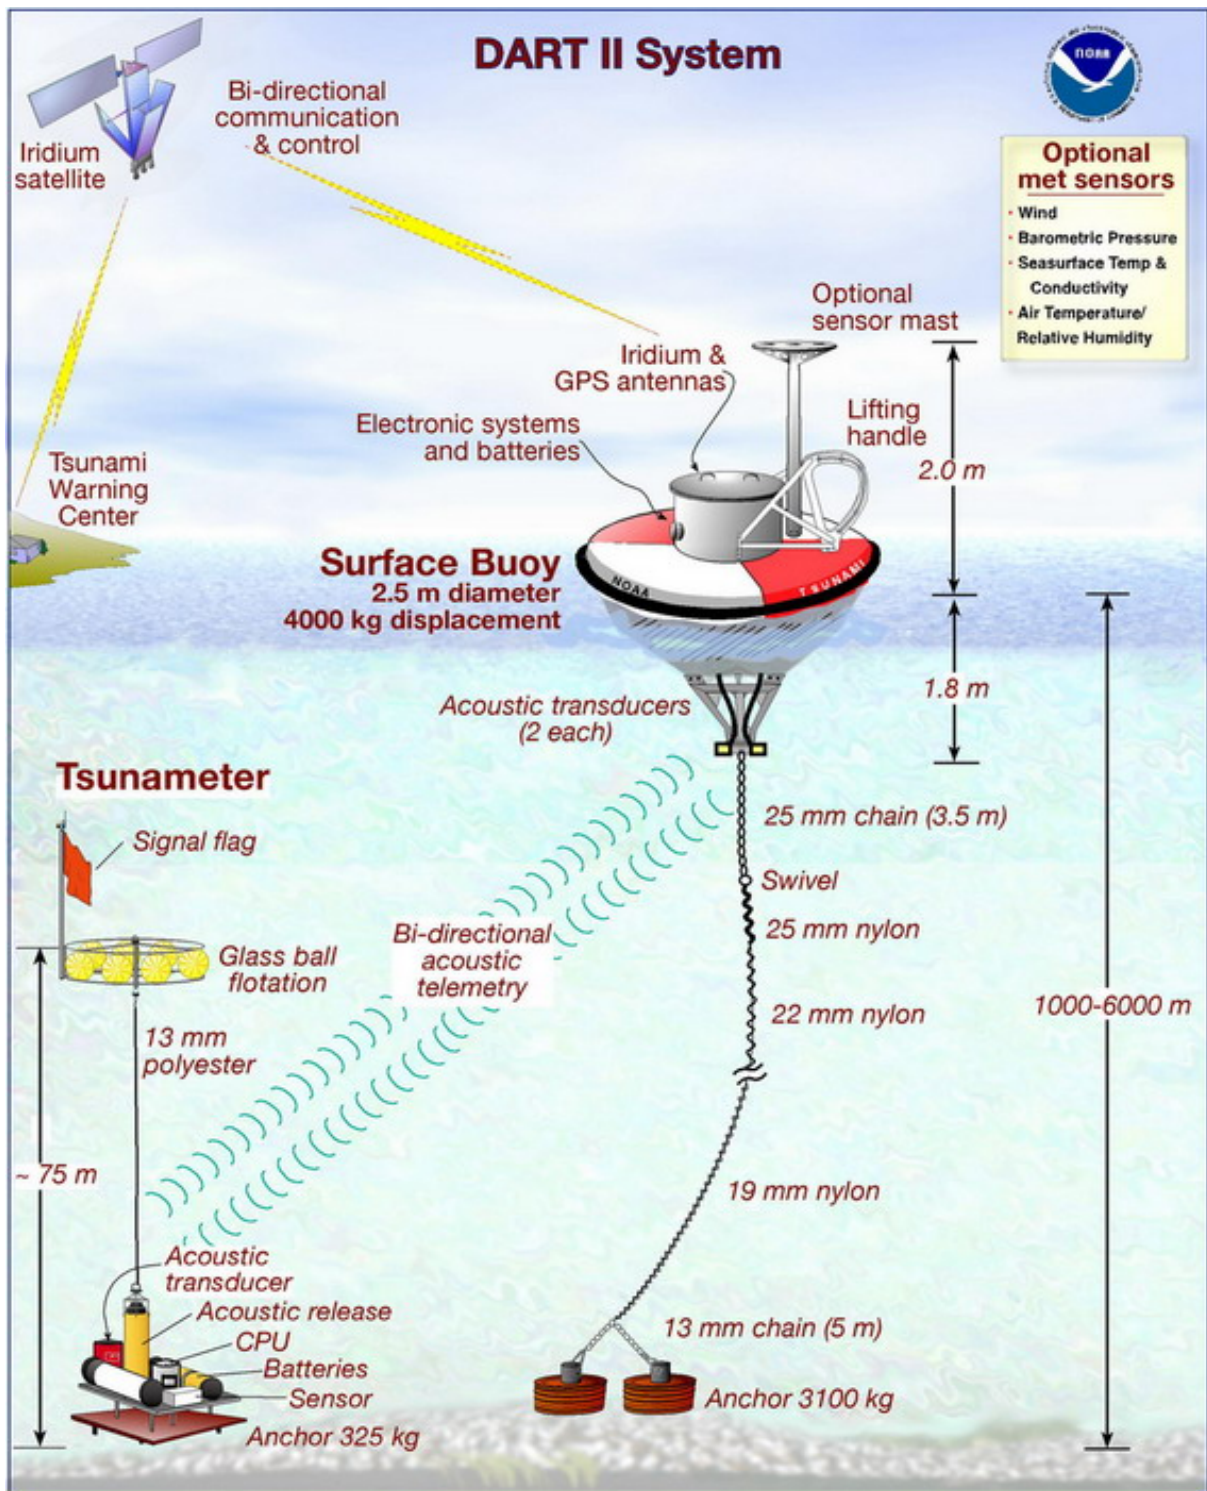 DART II System
NOAA
Bi-directional
communication
& control
Iridium
satellite
Optional
met sensors
• Wind
• Barometric Pressure
• Seasurface Temp &
Conductivity
• Air Temperature/
Relative Humidity
Optional
sensor mast
Iridium &
GPS antennas
Lifting
handle
Electronic systems
and batteries
2.0 m
Tsunami
Warning
Center
Surface Buoy
2.5 m diameter
4000 kg displacement
NOAA
TSUNAMI
1.8 m
Acoustic transducers
(2 each)
Tsunameter
25 mm chain (3.5 m)
Signal flag
Swivel
25 mm nylon
Bi-directional
acoustic
telemetry
Glass ball
flotation
1000-6000 m
22 mm nylon
13 mm
polyester
~ 75 m
19 mm nylon
Acoustic
transducer
Acoustic release
CPU
Batteries
Sensor
Anchor 325 kg
13 mm chain (5 m)
Anchor 3100 kg